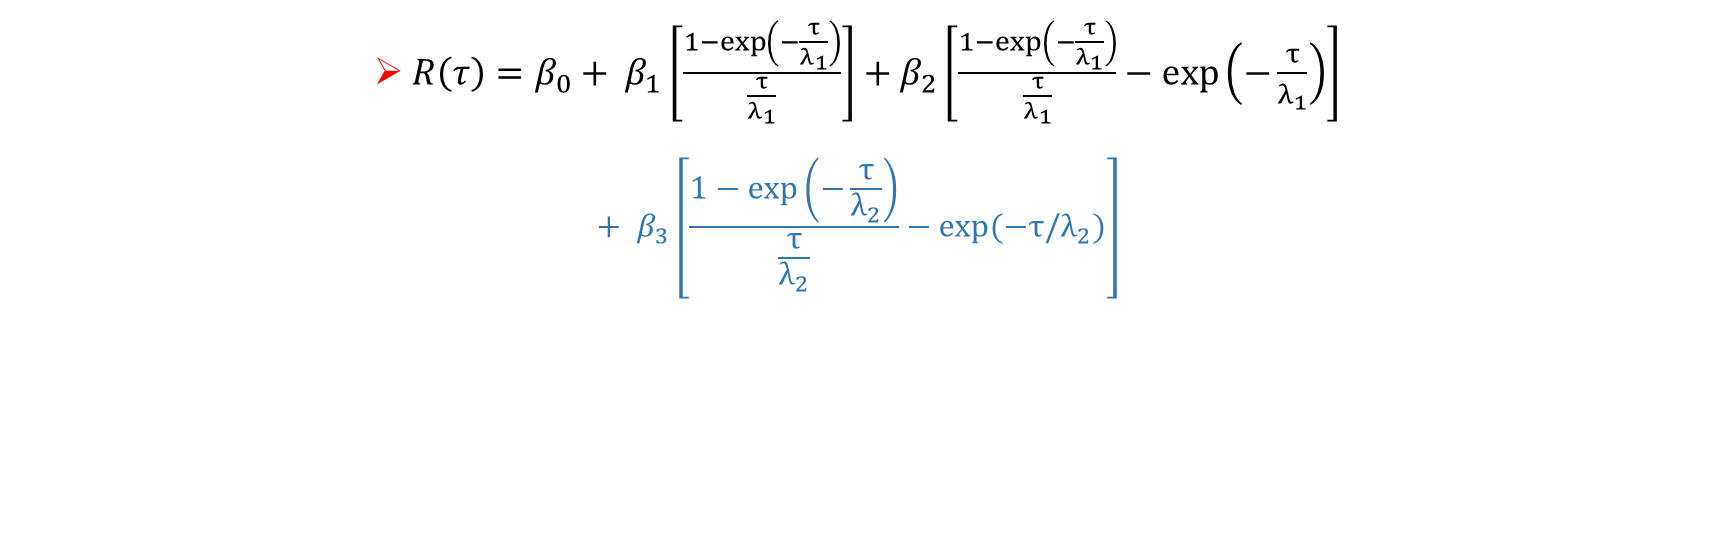 ➢ R(τ) = β₀ + β₁ [(1−exp(−τ/λ₁))/(τ/λ₁)] + β₂ [(1−exp(−τ/λ₁))/(τ/λ₁) − exp(−τ/λ₁)]
+ β₃ [(1 − exp(−τ/λ₂))/(τ/λ₂) − exp(−τ/λ₂)]